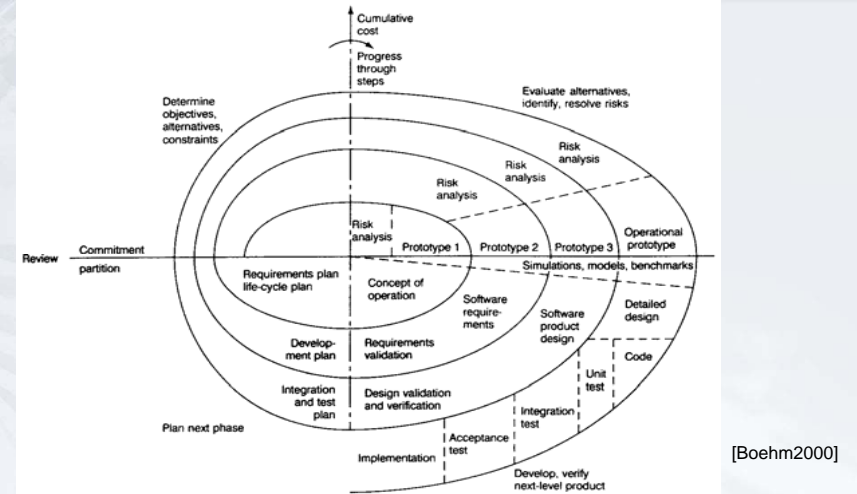 Cumulative
cost
Progress
through
steps
Determine
objectives,
alternatives,
constraints
Evaluate alternatives,
identify, resolve risks
Risk
analysis
Risk
analysis
Risk
analysis
Risk
analysis
Prototype 1
Prototype 2
Prototype 3
Operational
prototype
Review
Commitment
partition
Simulations, models, benchmarks
Requirements plan
life-cycle plan
Concept of
operation
Software
require-
ments
Software
product
design
Detailed
design
Develop-
ment plan
Requirements
validation
Code
Unit
test
Integration
and test
plan
Design validation
and verification
Integration
test
Plan next phase
Acceptance
test
Implementation
Develop, verify
next-level product
[Boehm2000]